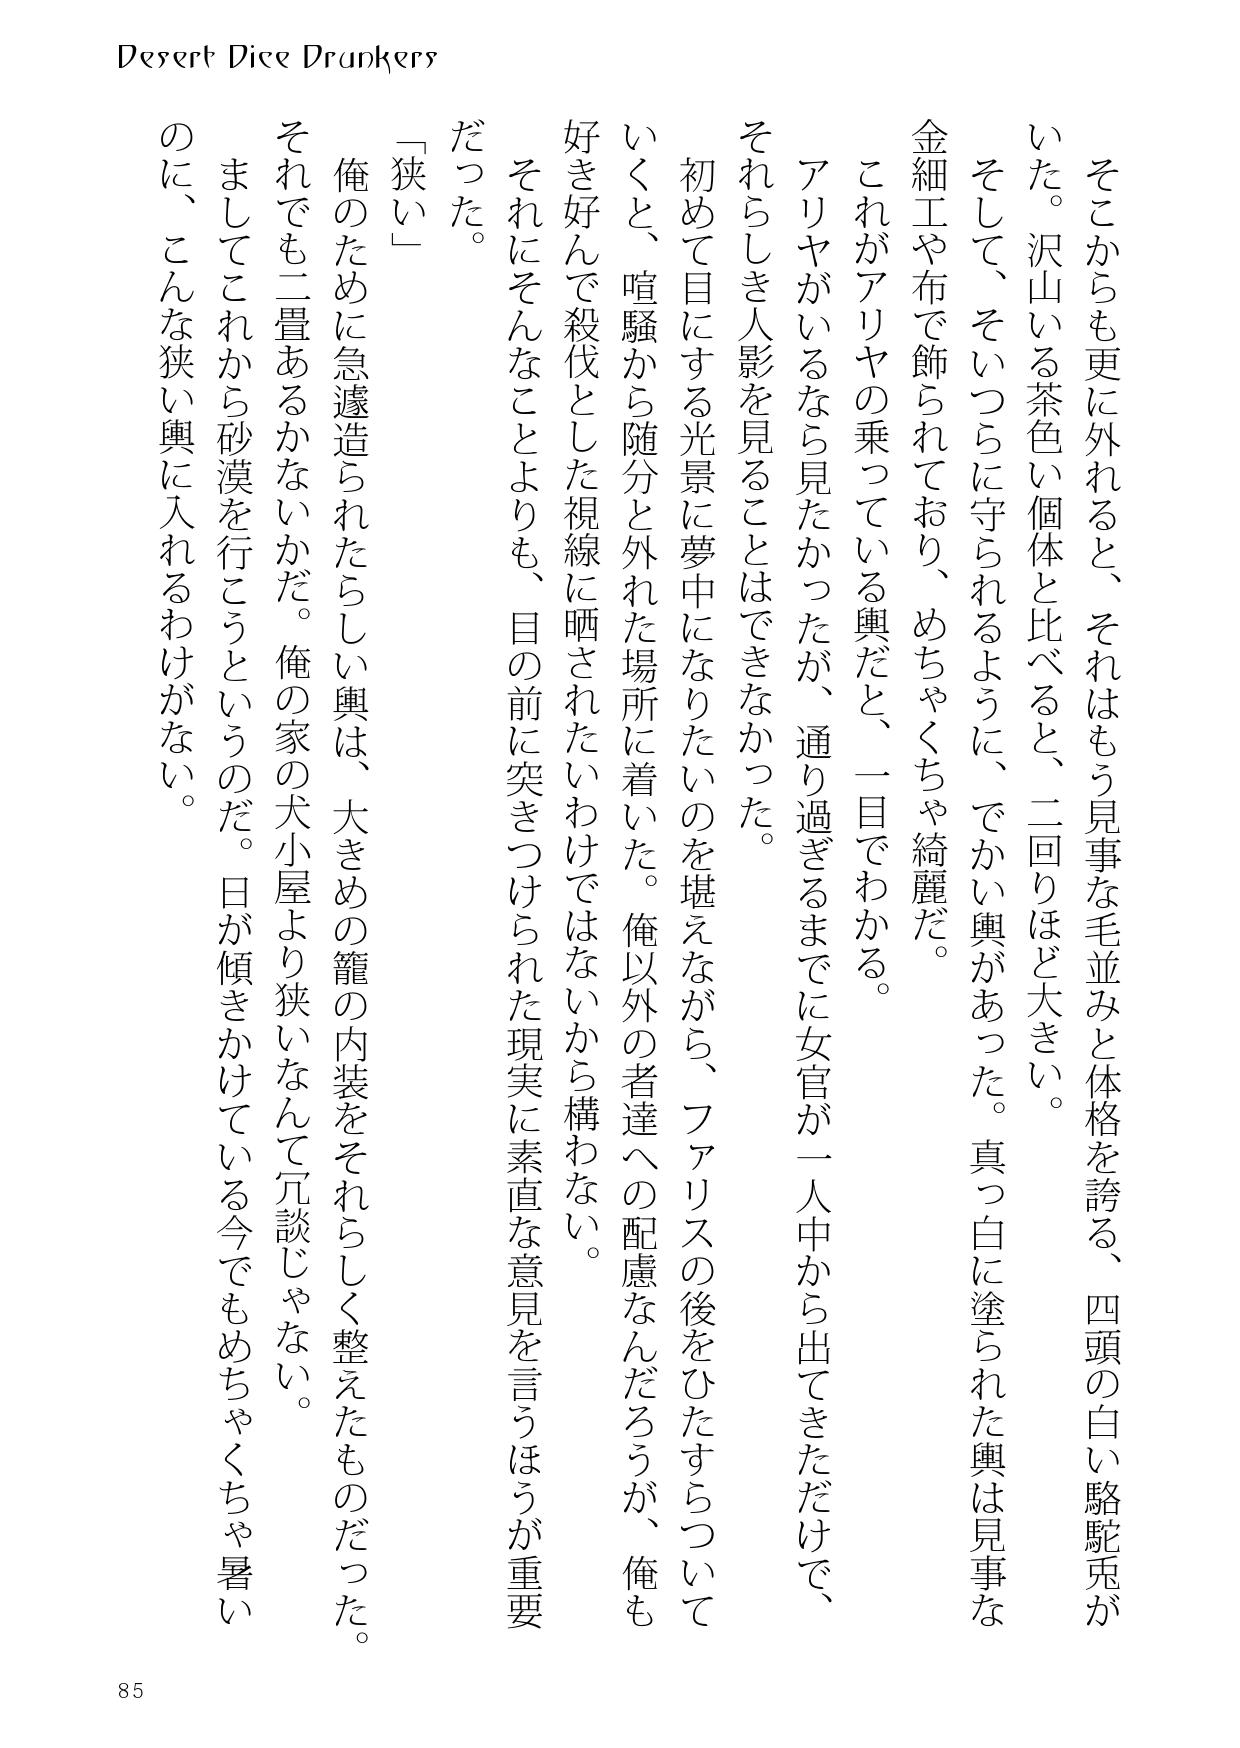 Desert Dice Drunkers
　そこからも更に外れると、それはもう見事な毛並みと体格を誇る、四頭の白い駱駝兎が
いた。沢山いる茶色い個体と比べると、二回りほど大きい。
　そして、そいつらに守られるように、でかい輿があった。真っ白に塗られた輿は見事な
金細工や布で飾られており、めちゃくちゃ綺麗だ。
　これがアリヤの乗っている輿だと、一目でわかる。
　アリヤがいるなら見たかったが、通り過ぎるまでに女官が一人中から出てきただけで、
それらしき人影を見ることはできなかった。
　初めて目にする光景に夢中になりたいのを堪えながら、ファリスの後をひたすらついて
いくと、喧騒から随分と外れた場所に着いた。俺以外の者達への配慮なんだろうが、俺も
好き好んで殺伐とした視線に晒されたいわけではないから構わない。
　それにそんなことよりも、目の前に突きつけられた現実に素直な意見を言うほうが重要
だった。
「狭い」
　俺のために急遽造られたらしい輿は、大きめの籠の内装をそれらしく整えたものだった。
それでも二畳あるかないかだ。俺の家の犬小屋より狭いなんて冗談じゃない。
　ましてこれから砂漠を行こうというのだ。日が傾きかけている今でもめちゃくちゃ暑い
のに、こんな狭い輿に入れるわけがない。
85